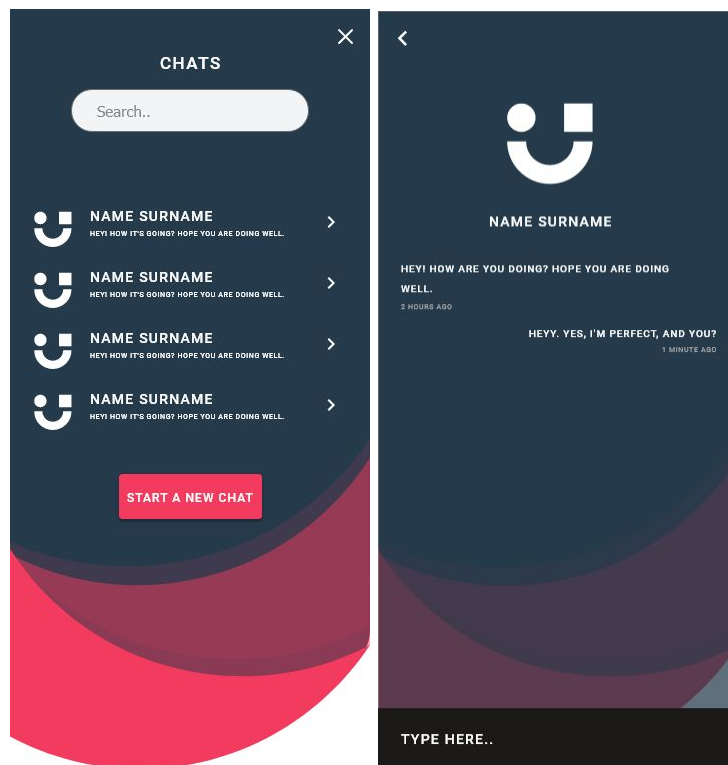 CHATS
Search..
NAME SURNAME
HEY! HOW IT'S GOING? HOPE YOU ARE DOING WELL.
NAME SURNAME
HEY! HOW IT'S GOING? HOPE YOU ARE DOING WELL.
NAME SURNAME
HEY! HOW IT'S GOING? HOPE YOU ARE DOING WELL.
NAME SURNAME
HEY! HOW IT'S GOING? HOPE YOU ARE DOING WELL.
START A NEW CHAT
NAME SURNAME
HEY! HOW ARE YOU DOING? HOPE YOU ARE DOING
WELL.
2 HOURS AGO
HEYY. YES, I'M PERFECT, AND YOU?
1 MINUTE AGO
TYPE HERE..